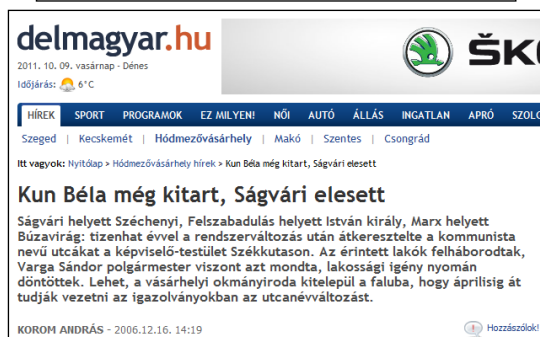 delmagyar.hu
2011. 10. 09. vasárnap - Dénes
Időjárás: 6°C
HÍREK SPORT PROGRAMOK EZ MILYEN! NŐI AUTÓ ÁLLÁS INGATLAN APRÓ
Szeged | Kecskemét | Hódmezővásárhely | Makó | Szentes | Csongrád
Itt vagyok: Nyitólap > Hódmezővásárhely hírek > Kun Béla még kitart, Ságvári elesett
Kun Béla még kitart, Ságvári elesett
Ságvári helyett Széchenyi, Felszabadulás helyett István király, Marx helyett
Búzavirág: tizenhat évvel a rendszerváltozás után átkeresztelte a kommunista
nevű utcákat a képviselő-testület Székkutason. Az érintett lakók felháborodtak,
Varga Sándor polgármester viszont azt mondta, lakossági igény nyomán
döntöttek. Lehet, a vásárhelyi okmányiroda kitelepül a faluba, hogy áprilisig át
tudják vezetni az igazolványokban az utcanévváltozást.
KOROM ANDRÁS - 2006.12.16. 14:19
Hozzászólok!